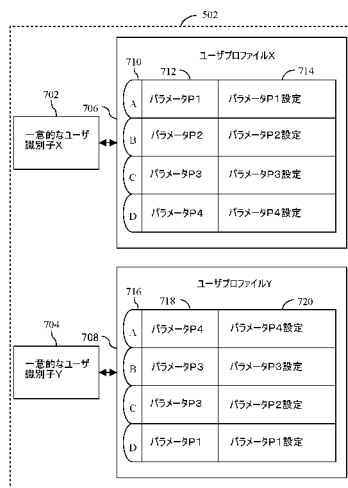 502
ユーザプロファイルX
710
712
714
702
706
一意的なユーザ
識別子X
A パラメータP1 パラメータP1設定
B パラメータP2 パラメータP2設定
C パラメータP3 パラメータP3設定
D パラメータP4 パラメータP4設定
ユーザプロファイルY
716
718
720
704
708
一意的なユーザ
識別子Y
A パラメータP4 パラメータP4設定
B パラメータP3 パラメータP3設定
C パラメータP3 パラメータP2設定
D パラメータP1 パラメータP1設定